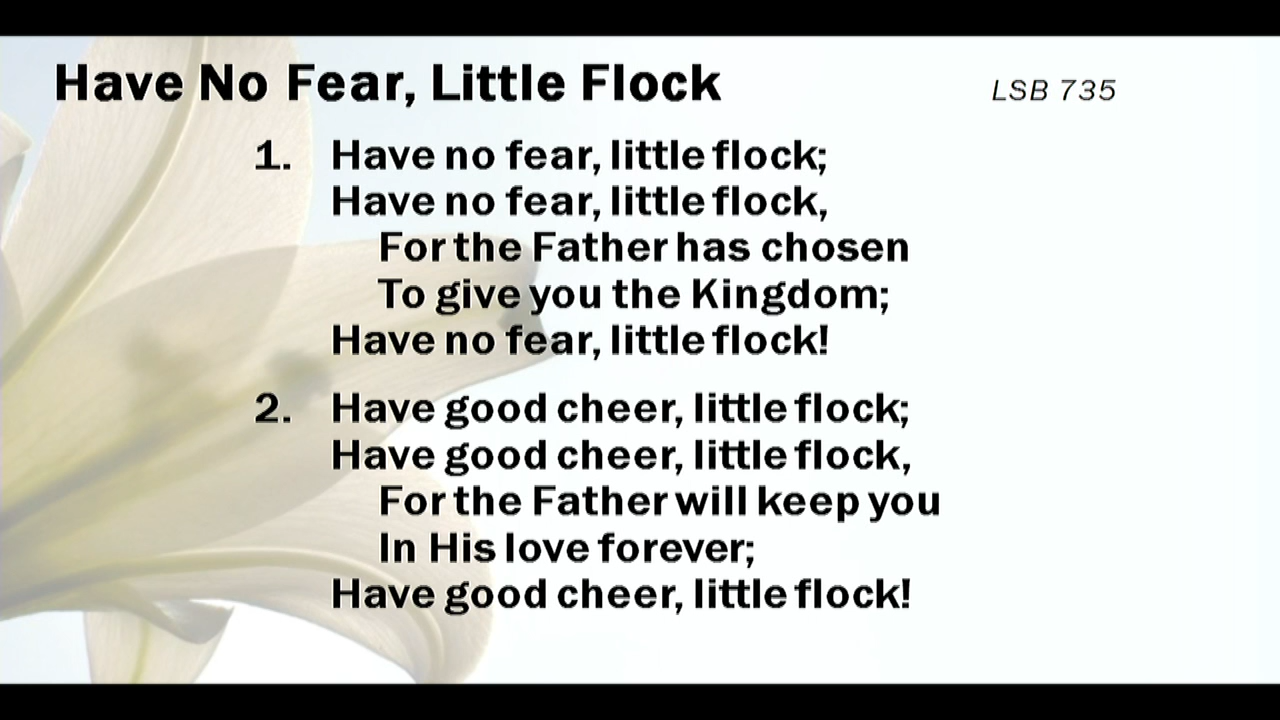 Have No Fear, Little Flock LSB 735
1. Have no fear, little flock;
Have no fear, little flock,
For the Father has chosen
To give you the Kingdom;
Have no fear, little flock!
2. Have good cheer, little flock;
Have good cheer, little flock,
For the Father will keep you
In His love forever;
Have good cheer, little flock!